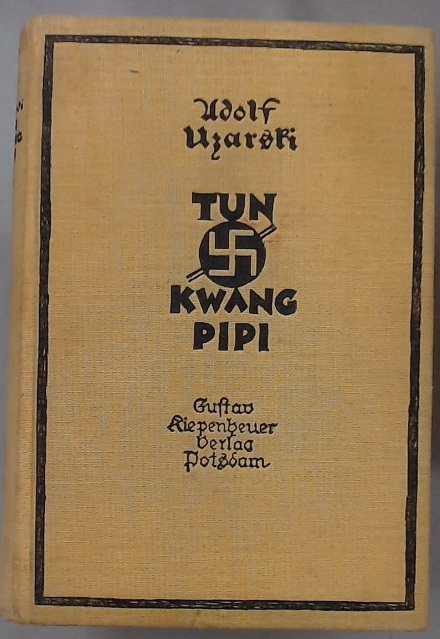 Adolf
Uzarski
TUN
KWANG
PIPI
Gustav
Kiepenheuer
Verlag
Potsdam